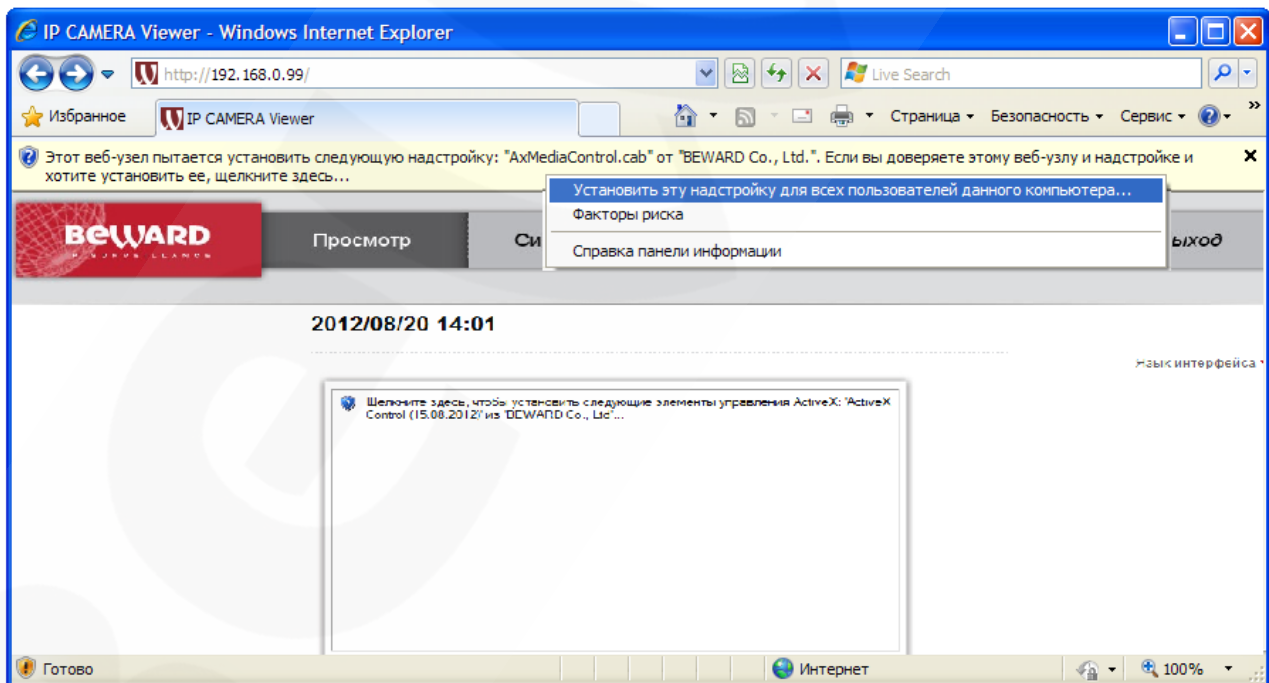 IP CAMERA Viewer - Windows Internet Explorer
http://192.168.0.99/
Live Search
Избранное
IP CAMERA Viewer
Страница
Безопасность
Сервис
Этот веб-узел пытается установить следующую надстройку: "AxMediaControl.cab" от "BEWARD Co., Ltd.". Если вы доверяете этому веб-узлу и надстройке и
хотите установить ее, щелкните здесь...
Установить эту надстройку для всех пользователей данного компьютера...
Факторы риска
Справка панели информации
BEWARD
Просмотр
Си
ыход
2012/08/20 14:01
Язык интерфейса
Щелкните здесь, чтобы установить следующие элементы управления ActiveX: 'ActiveX
Control (15.08.2012)' из 'BEWARD Co., Ltd'...
Готово
Интернет
100%